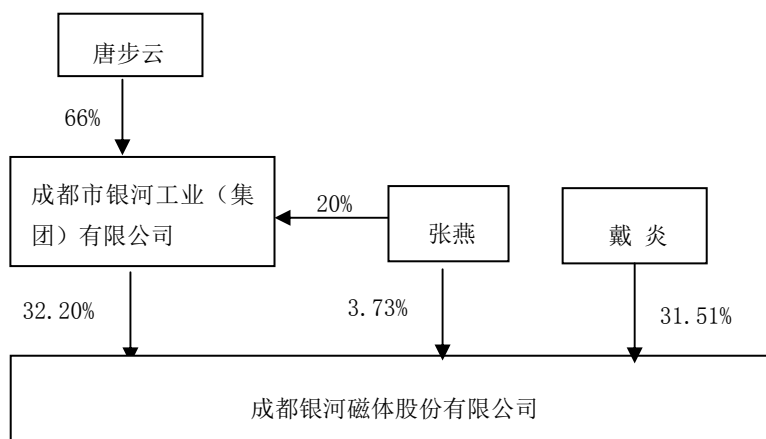 唐步云
66%
成都市银河工业（集
团）有限公司
20%
张燕
戴 炎
32.20%
3.73%
31.51%
成都银河磁体股份有限公司